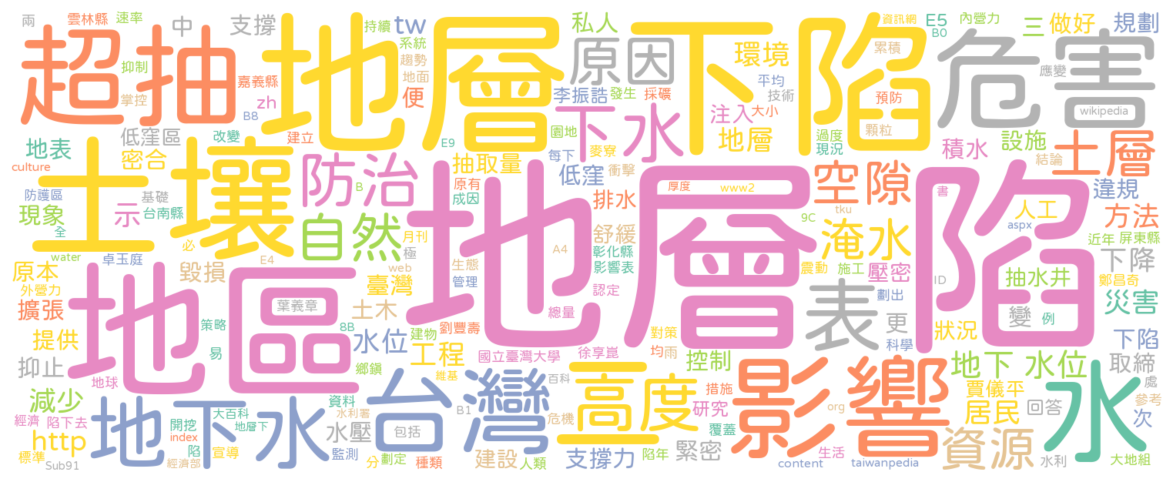 兩 雲林縣 速率 中 支撐 持續 tw 私人 資訊網 E5 內營力 三 做好 規劃
超抽 地層下陷 危害
抑制 嘉義縣 系統 趨勢 地面 原因 環境 累積 B0 應變
掌控 BB 便 李振誥 發生 採礦 平均 技術 預防 wikipedia
zh 改變 建立 下水 注入 大小 顆粒
低窪區 E9 園地 地層 過度 現況 積水 設施 土層
地表 密合 抽取量 每下 麥寮 衝擊 結論
culture 土壤 防治 低窪 厚度 www2 空隙 違規
防護區 基礎 B 原有 成因 排水 地層下陷 書
現象 示 台南縣 自然 9C tku 人工 方法
全 必 月刊 A4 舒緩 淹水 aspx 近年 屏東縣
water 卓玉庭 E4 極 彰化縣 影響表 下降
原本 毀損 web 生態 震動 施工 壓密 鄭昌奇
外營力 地區 臺灣 管理 認定 劃出 ID 抽水井 災害
擴張 葉義章 土木 總量 表 更 變 例
提供 策略 BB 建物 劉豐壽 對策 科學 狀況 下陷
易 水位 工程 國立臺灣大學 徐享崑 均雨 控制 地下 水位 取締
抑止 地球 鄉鎮 維基 百科 處
減少 資料 台灣 高度 措施 影響 賈儀平 水 參考
經濟 陷下去 地下水 大百科 水利署 B1 危機 研究 org 居民 回答 次
http 開挖 index 地層下 水壓 包括 覆蓋
標準 陷 宣導 監測 建設 支撐力 緊密 生活 資源
Sub91 經濟部 分 劃定 種類 人類 陷年 content taiwanpedia 水利 大地組